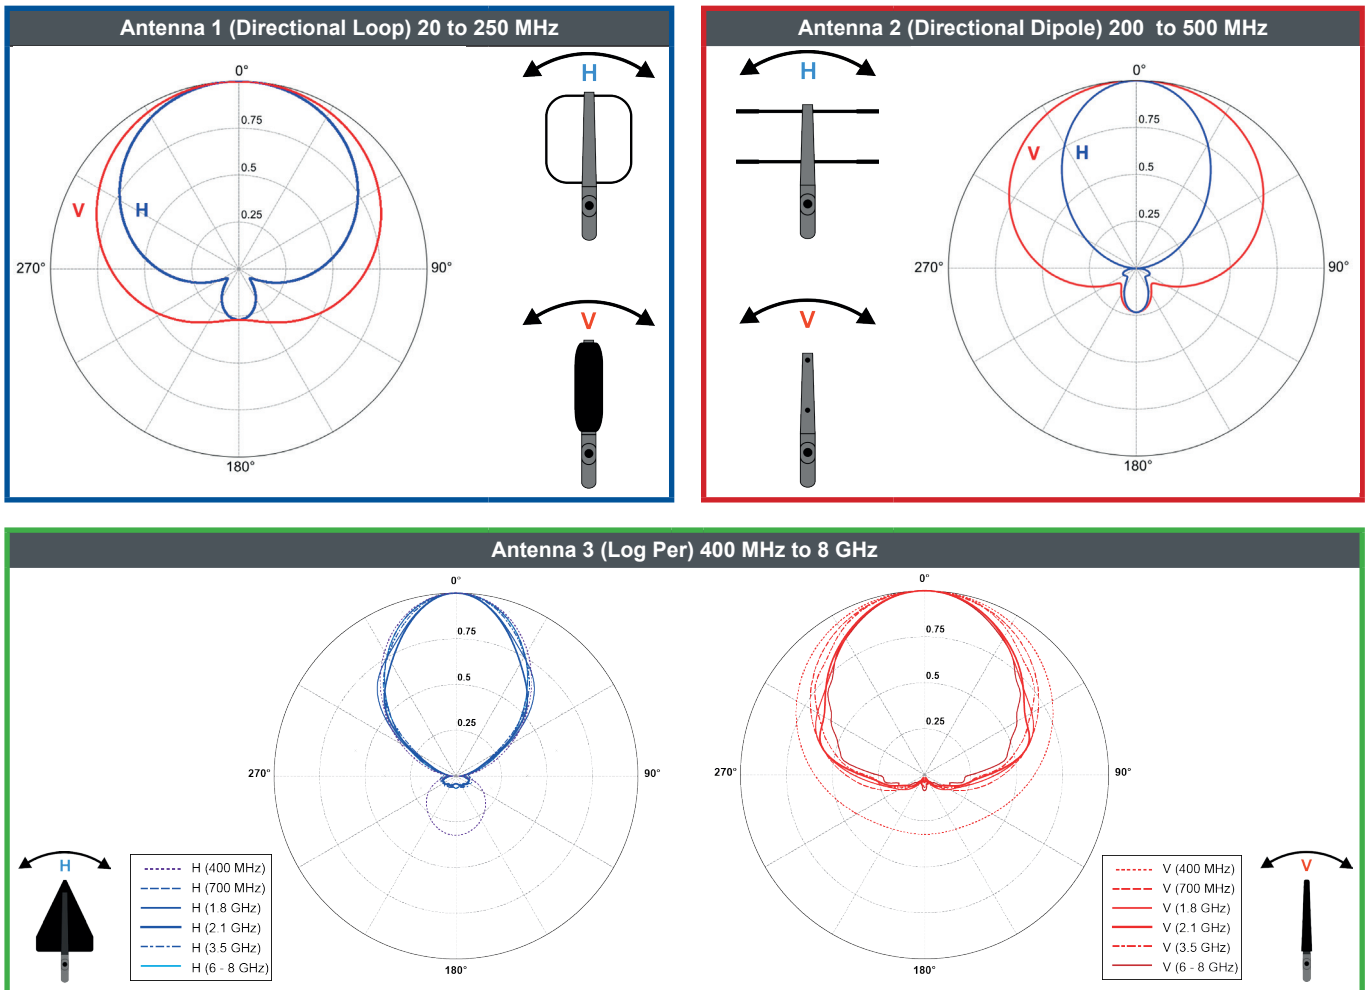 Antenna 1 (Directional Loop) 20 to 250 MHz
0°
H
0.75
0.5
V
H
0.25
270°
90°
V
180°
Antenna 2 (Directional Dipole) 200 to 500 MHz
H
0.75
V
H
0.5
0.25
270°
90°
V
180°
Antenna 3 (Log Per) 400 MHz to 8 GHz
0°
0.75
0.5
0.25
270°
90°
180°
H
H (400 MHz)
H (700 MHz)
H (1.8 GHz)
H (2.1 GHz)
H (3.5 GHz)
H (6 - 8 GHz)
0°
0.75
0.5
0.25
270°
90°
180°
V (400 MHz)
V (700 MHz)
V (1.8 GHz)
V (2.1 GHz)
V (3.5 GHz)
V (6 - 8 GHz)
V